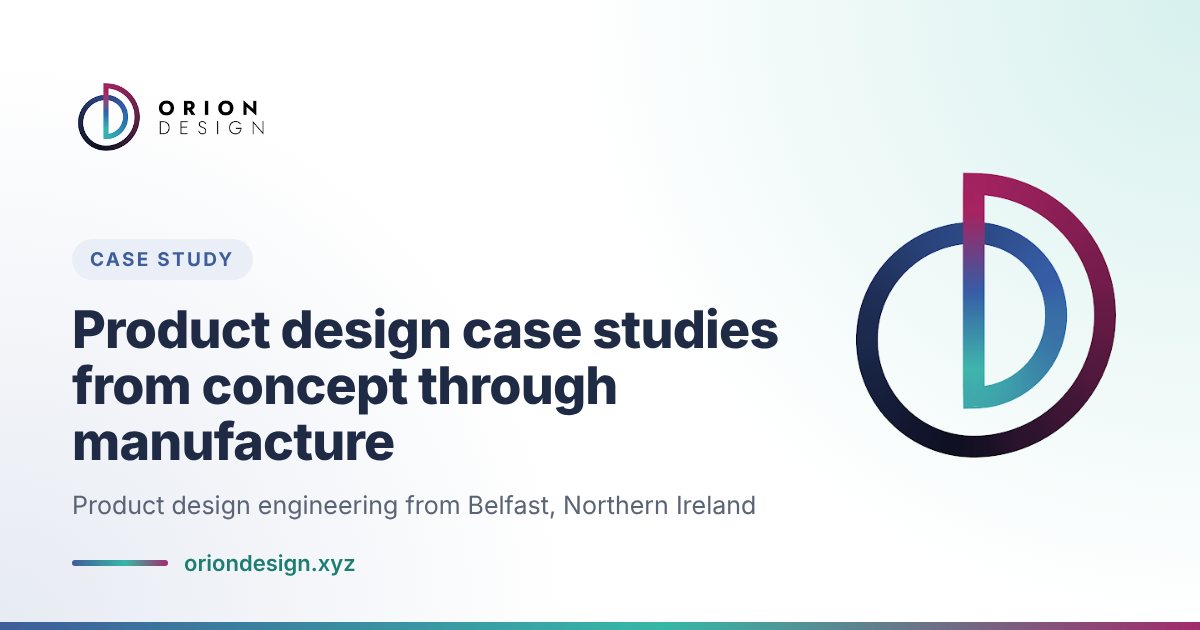 ORION
DESIGN
CASE STUDY
Product design case studies
from concept through
manufacture
Product design engineering from Belfast, Northern Ireland
oriondesign.xyz